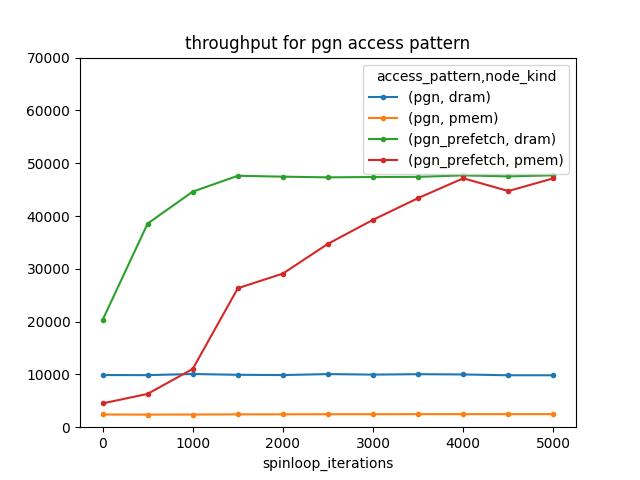 throughput for pgn access pattern
70000
60000
50000
40000
30000
20000
10000
0
access_pattern,node_kind
(pgn, dram)
(pgn, pmem)
(pgn_prefetch, dram)
(pgn_prefetch, pmem)
0 1000 2000 3000 4000 5000
spinloop_iterations